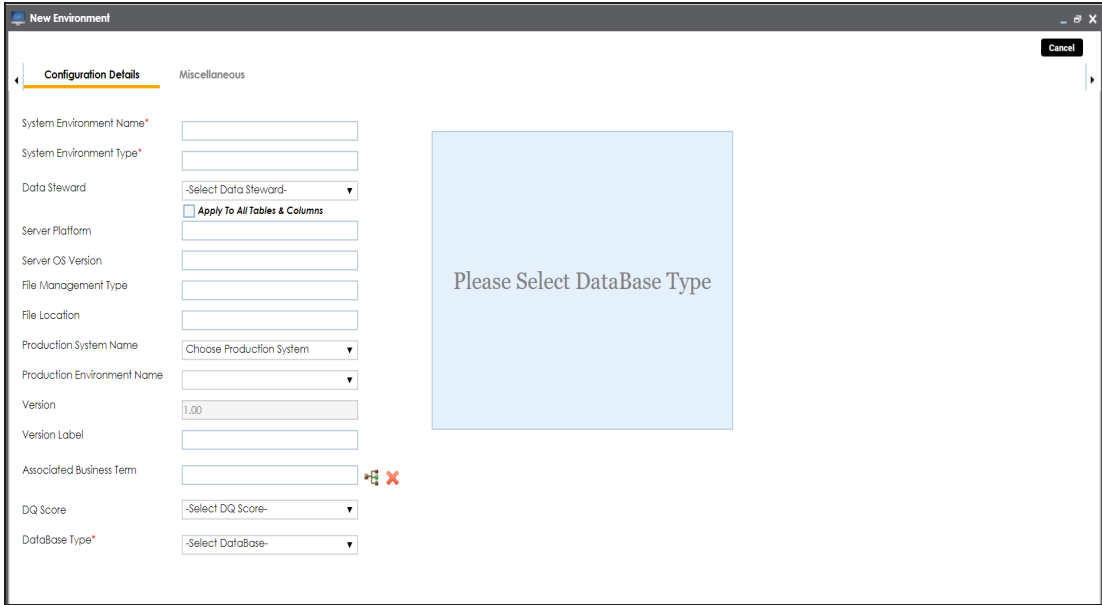 New Environment
Cancel
Configuration Details Miscellaneous
System Environment Name*
System Environment Type*
Data Steward -Select Data Steward-
Apply To All Tables & Columns
Server Platform
Server OS Version
File Management Type
File Location
Production System Name Choose Production System
Production Environment Name
Version 1.00
Version Label
Associated Business Term
DQ Score -Select DQ Score-
DataBase Type* -Select DataBase-
Please Select DataBase Type